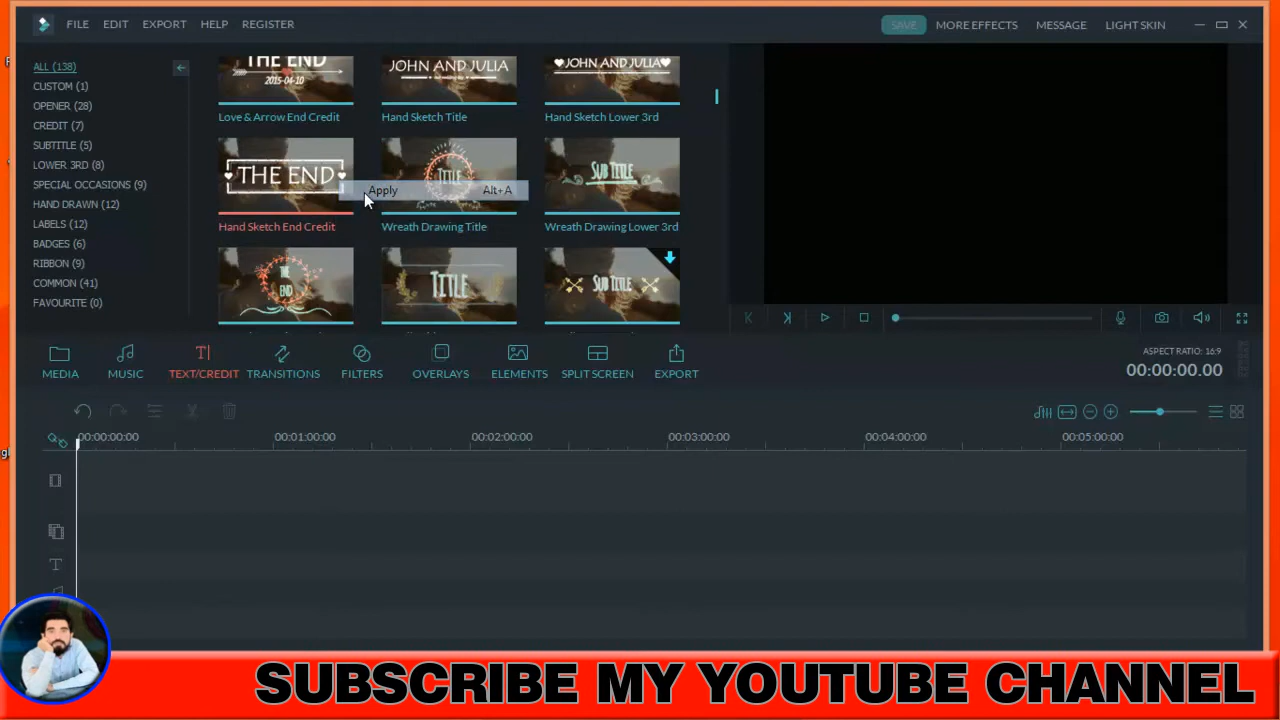 FILE EDIT EXPORT HELP REGISTER SAVE MORE EFFECTS MESSAGE LIGHT SKIN
ALL (138)
CUSTOM (1)
OPENER (28)
CREDIT (7)
SUBTITLE (5)
LOWER 3RD (8)
SPECIAL OCCASIONS (9)
HAND DRAWN (12)
LABELS (12)
BADGES (6)
RIBBON (9)
COMMON (41)
FAVOURITE (0)
THE END
2015-04-10
JOHN AND JULIA
JOHN AND JULIA
Love & Arrow End Credit Hand Sketch Title Hand Sketch Lower 3rd
THE END TITLE SUB TITLE
Apply Alt+A
Hand Sketch End Credit Wreath Drawing Title Wreath Drawing Lower 3rd
THE END TITLE SUB TITLE
MEDIA MUSIC TEXT/CREDIT TRANSITIONS FILTERS OVERLAYS ELEMENTS SPLIT SCREEN EXPORT
ASPECT RATIO: 16:9
00:00:00.00
00:00:00:00 00:01:00:00 00:02:00:00 00:03:00:00 00:04:00:00 00:05:00:00
SUBSCRIBE MY YOUTUBE CHANNEL